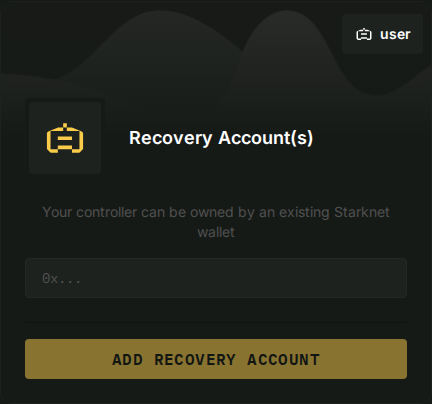 user
Recovery Account(s)
Your controller can be owned by an existing Starknet
wallet
0x...
ADD RECOVERY ACCOUNT